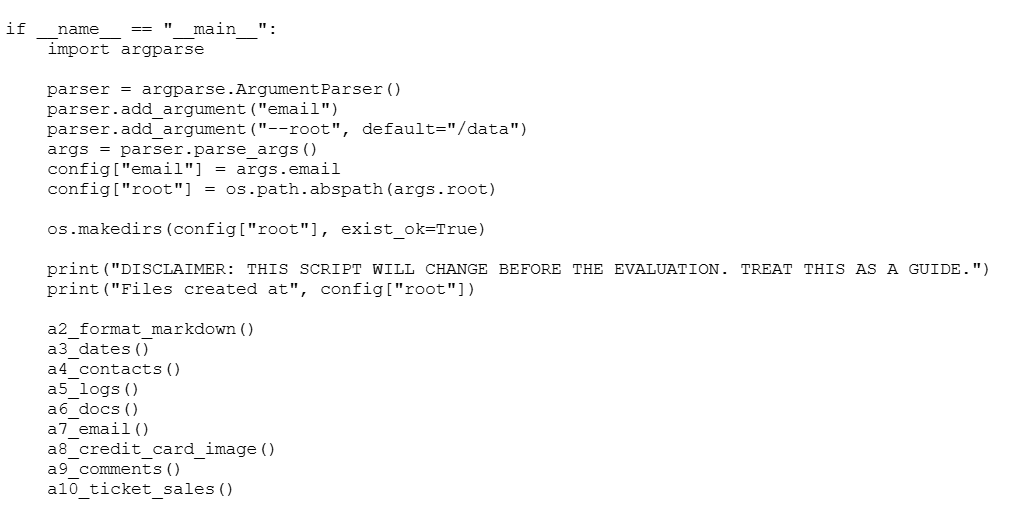 if __name__ == "__main__":
    import argparse

    parser = argparse.ArgumentParser()
    parser.add_argument("email")
    parser.add_argument("--root", default="/data")
    args = parser.parse_args()
    config["email"] = args.email
    config["root"] = os.path.abspath(args.root)

    os.makedirs(config["root"], exist_ok=True)

    print("DISCLAIMER: THIS SCRIPT WILL CHANGE BEFORE THE EVALUATION. TREAT THIS AS A GUIDE.")
    print("Files created at", config["root"])

    a2_format_markdown()
    a3_dates()
    a4_contacts()
    a5_logs()
    a6_docs()
    a7_email()
    a8_credit_card_image()
    a9_comments()
    a10_ticket_sales()